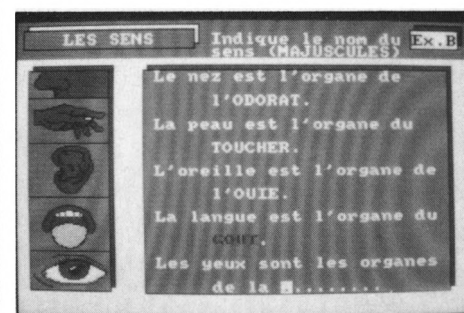 LES SENS
Indique le nom du
sens (MAJUSCULES)
Ex.B
Le nez est l'organe de
l'ODORAT.
La peau est l'organe du
TOUCHER.
L'oreille est l'organe de
l'OUIE.
La langue est l'organe du
GOUT.
Les yeux sont les organes
de la .........